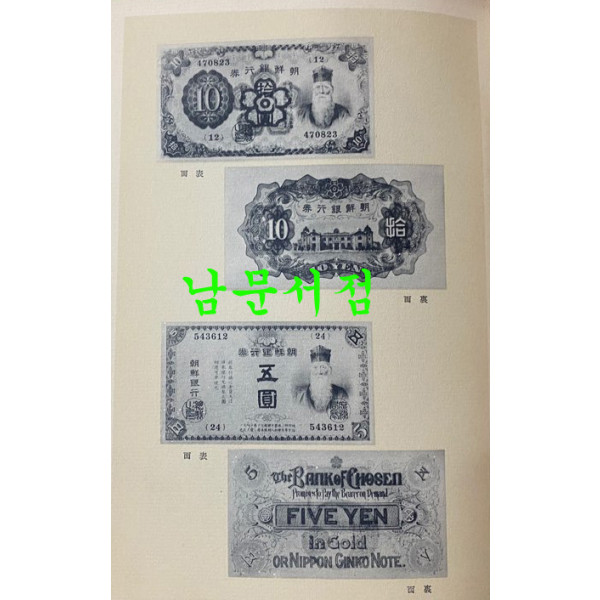 470823 (12)
券行銀鮮朝
10
拾圓
(12) 470823
面表
券行銀鮮朝
10 拾
面裏
남문서점
543612 (24)
券行銀鮮朝
朝鮮銀行
五圓
(24) 543612
面表
5
The BANK OF CHOSEN
Promises to Pay the Bearer on Demand
FIVE YEN
In Gold
OR NIPPON GINKO NOTE.
面裏